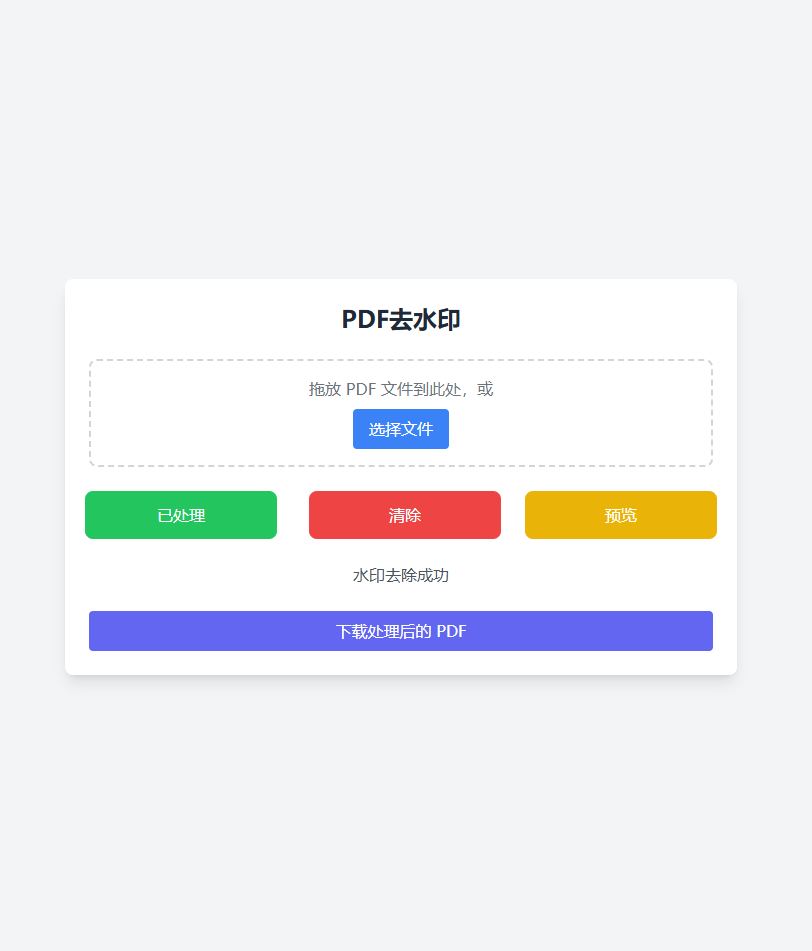 PDF去水印
拖放 PDF 文件到此处，或
选择文件
已处理
清除
预览
水印去除成功
下载处理后的 PDF